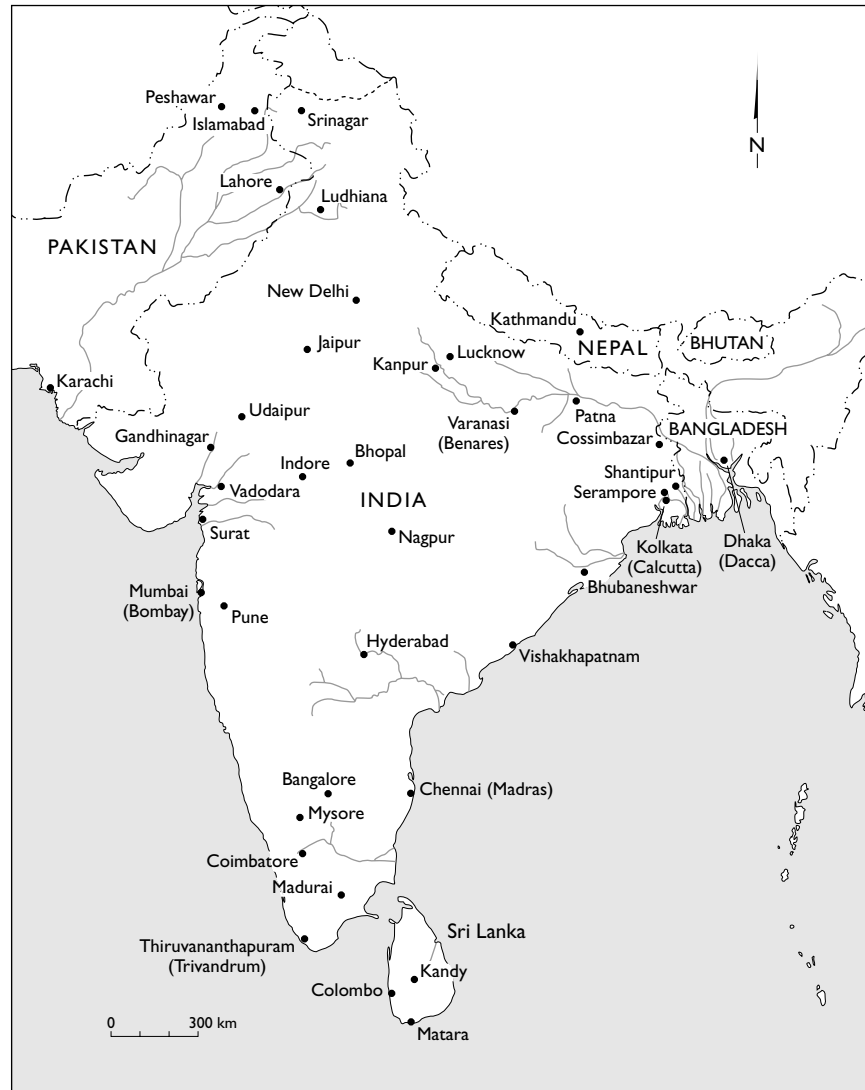 Peshawar
Islamabad
Srinagar
N
Lahore
Ludhiana
PAKISTAN
New Delhi
Kathmandu
NEPAL
BHUTAN
Jaipur
Lucknow
Kanpur
Karachi
Udaipur
Varanasi
(Benares)
Patna
Cossimbazar
BANGLADESH
Gandhinagar
Indore
Bhopal
Vadodara
INDIA
Shantipur
Serampore
Surat
Nagpur
Kolkata
(Calcutta)
Dhaka
(Dacca)
Bhubaneshwar
Mumbai
(Bombay)
Pune
Hyderabad
Vishakhapatnam
Bangalore
Chennai (Madras)
Mysore
Coimbatore
Madurai
Thiruvananthapuram
(Trivandrum)
Sri Lanka
Kandy
Colombo
Matara
0 300 km